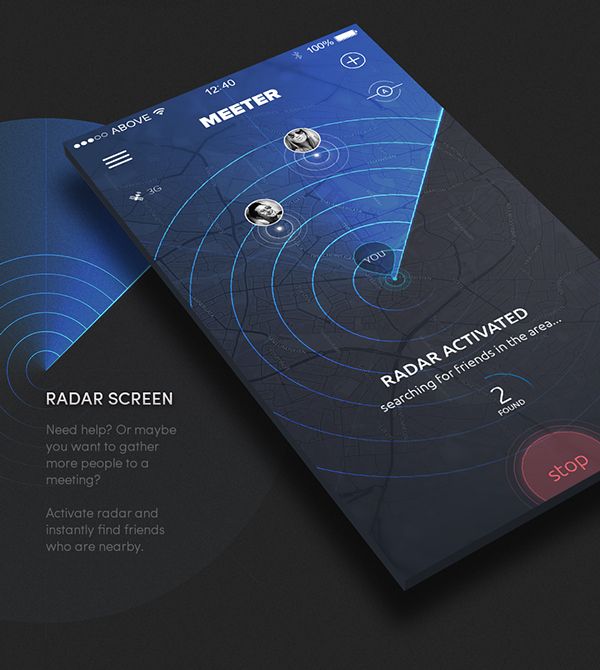 ABOVE
12:40
100%
MEETER
A
3G
YOU
RADAR ACTIVATED
searching for friends in the area...
2
FOUND
stop
RADAR SCREEN
Need help? Or maybe
you want to gather
more people to a
meeting?
Activate radar and
instantly find friends
who are nearby.